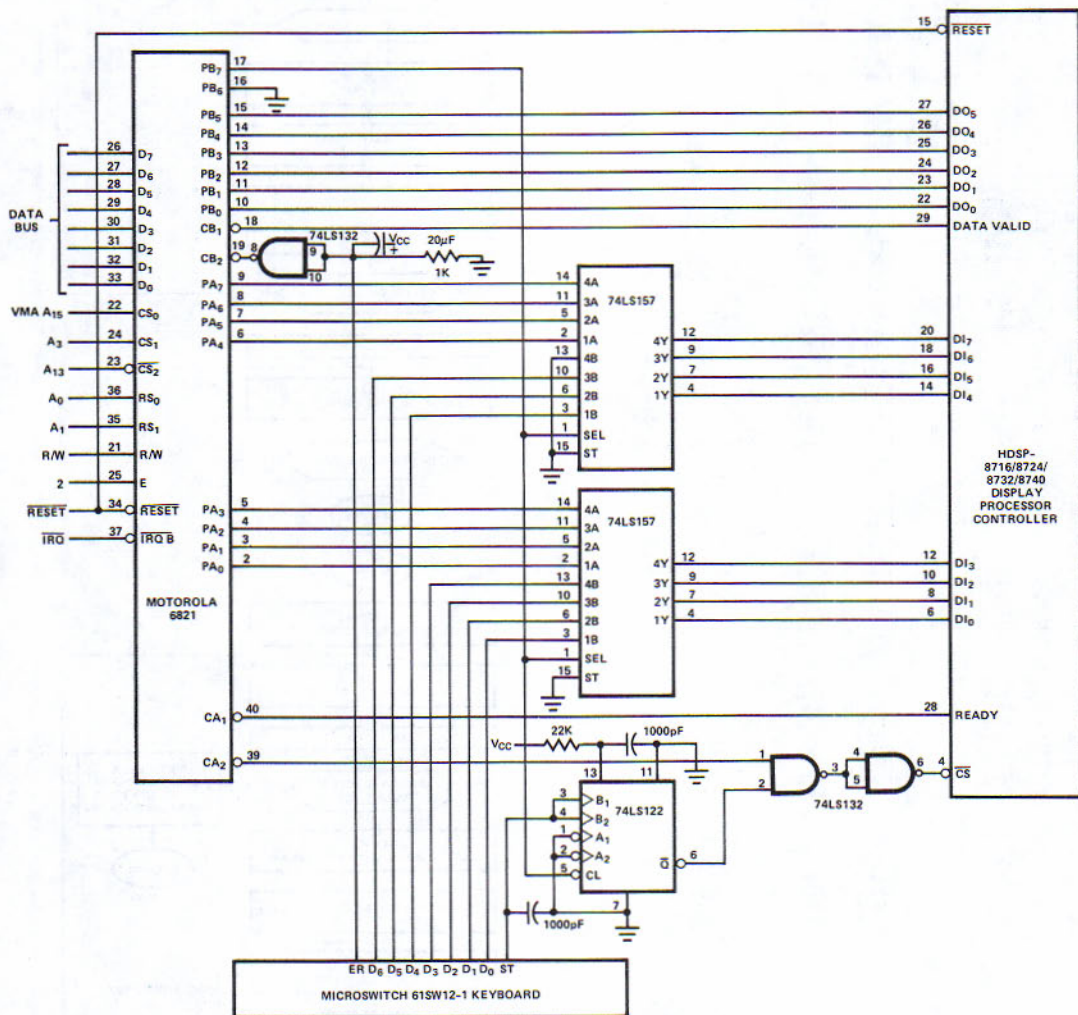 15 RESET
PB7 17
PB6 16
PB5 15 27 DO5
PB4 14 26 DO4
PB3 13 25 DO3
PB2 12 24 DO2
PB1 11 23 DO1
PB0 10 22 DO0
CB1 18 29 DATA VALID
DATA BUS
26 D7
27 D6
28 D5
29 D4
30 D3
31 D2
32 D1
33 D0
VMA A15 22 CS0
A3 24 CS1
A13 23 CS2
A0 36 RS0
A1 35 RS1
R/W 21 R/W
2 25 E
RESET 34 RESET
IRQ 37 IRQ B
MOTOROLA
6821
74LS132
CB2 19 8 9 10
VCC
+
20μF
1K
PA7 9
PA6 8
PA5 7
PA4 6
14 4A
11 3A
5 2A
2 1A
13 4B
10 3B
6 2B
3 1B
1 SEL
15 ST
74LS157
4Y 12 20 DI7
3Y 9 18 DI6
2Y 7 16 DI5
1Y 4 14 DI4
HDSP-
8716/8724/
8732/8740
DISPLAY
PROCESSOR
CONTROLLER
PA3 5
PA2 4
PA1 3
PA0 2
14 4A
11 3A
5 2A
2 1A
13 4B
10 3B
6 2B
3 1B
1 SEL
15 ST
74LS157
4Y 12 12 DI3
3Y 9 10 DI2
2Y 7 8 DI1
1Y 4 6 DI0
CA1 40 28 READY
CA2 39
VCC 22K 1000pF
13 11
3 B1
4 B2
1 A1
2 A2
5 CL
74LS122
Q 6
7
1000pF
1 2 3 4 5 6 4 CS
74LS132
ER D6 D5 D4 D3 D2 D1 D0 ST
MICROSWITCH 61SW12-1 KEYBOARD